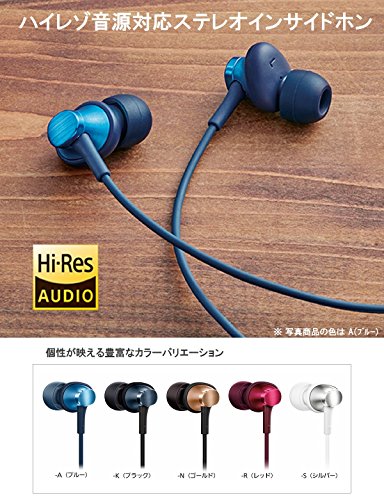 ハイレゾ音源対応ステレオインサイドホン
Hi-Res
AUDIO
※ 写真商品の色は A(ブルー)
個性が映える豊富なカラーバリエーション
-A (ブルー)
-K (ブラック)
-N (ゴールド)
-R (レッド)
-S (シルバー)